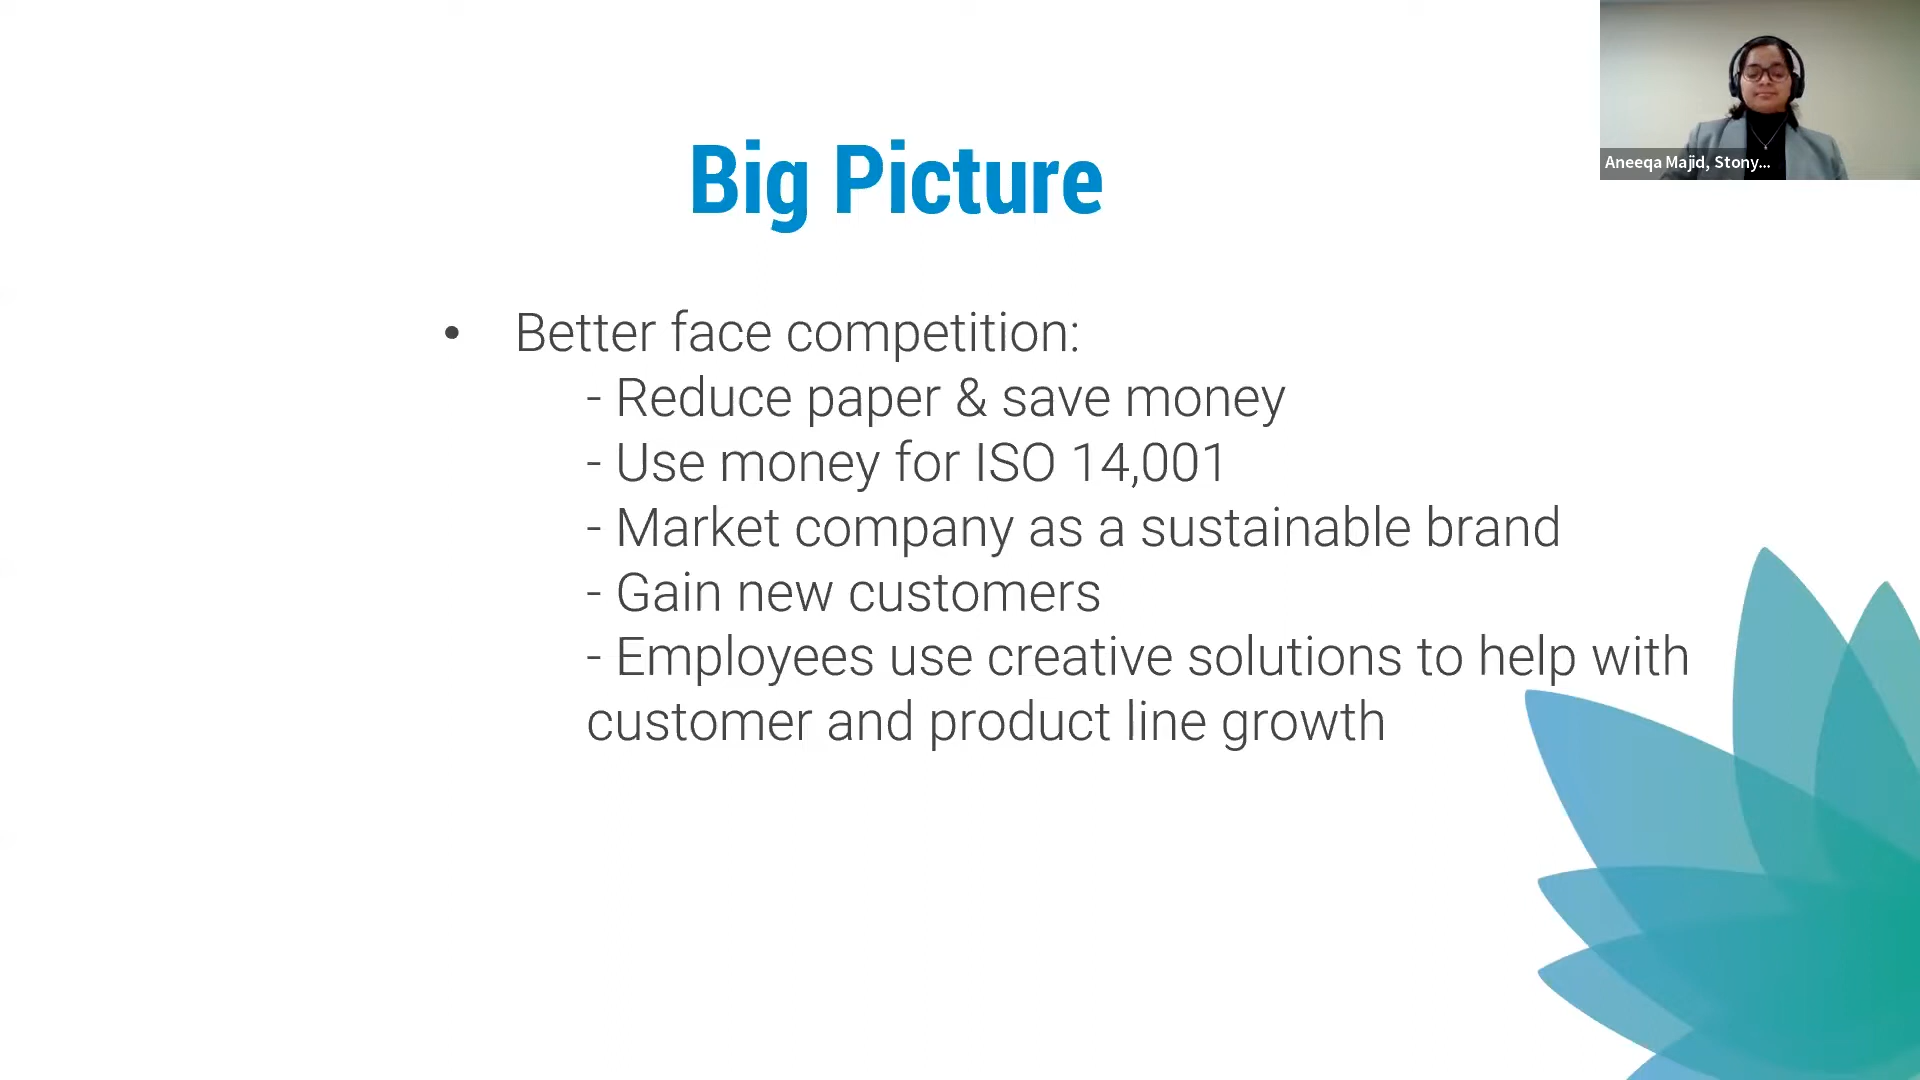 Aneeqa Majid, Stony...
Big Picture
• Better face competition:
- Reduce paper & save money
- Use money for ISO 14,001
- Market company as a sustainable brand
- Gain new customers
- Employees use creative solutions to help with
customer and product line growth